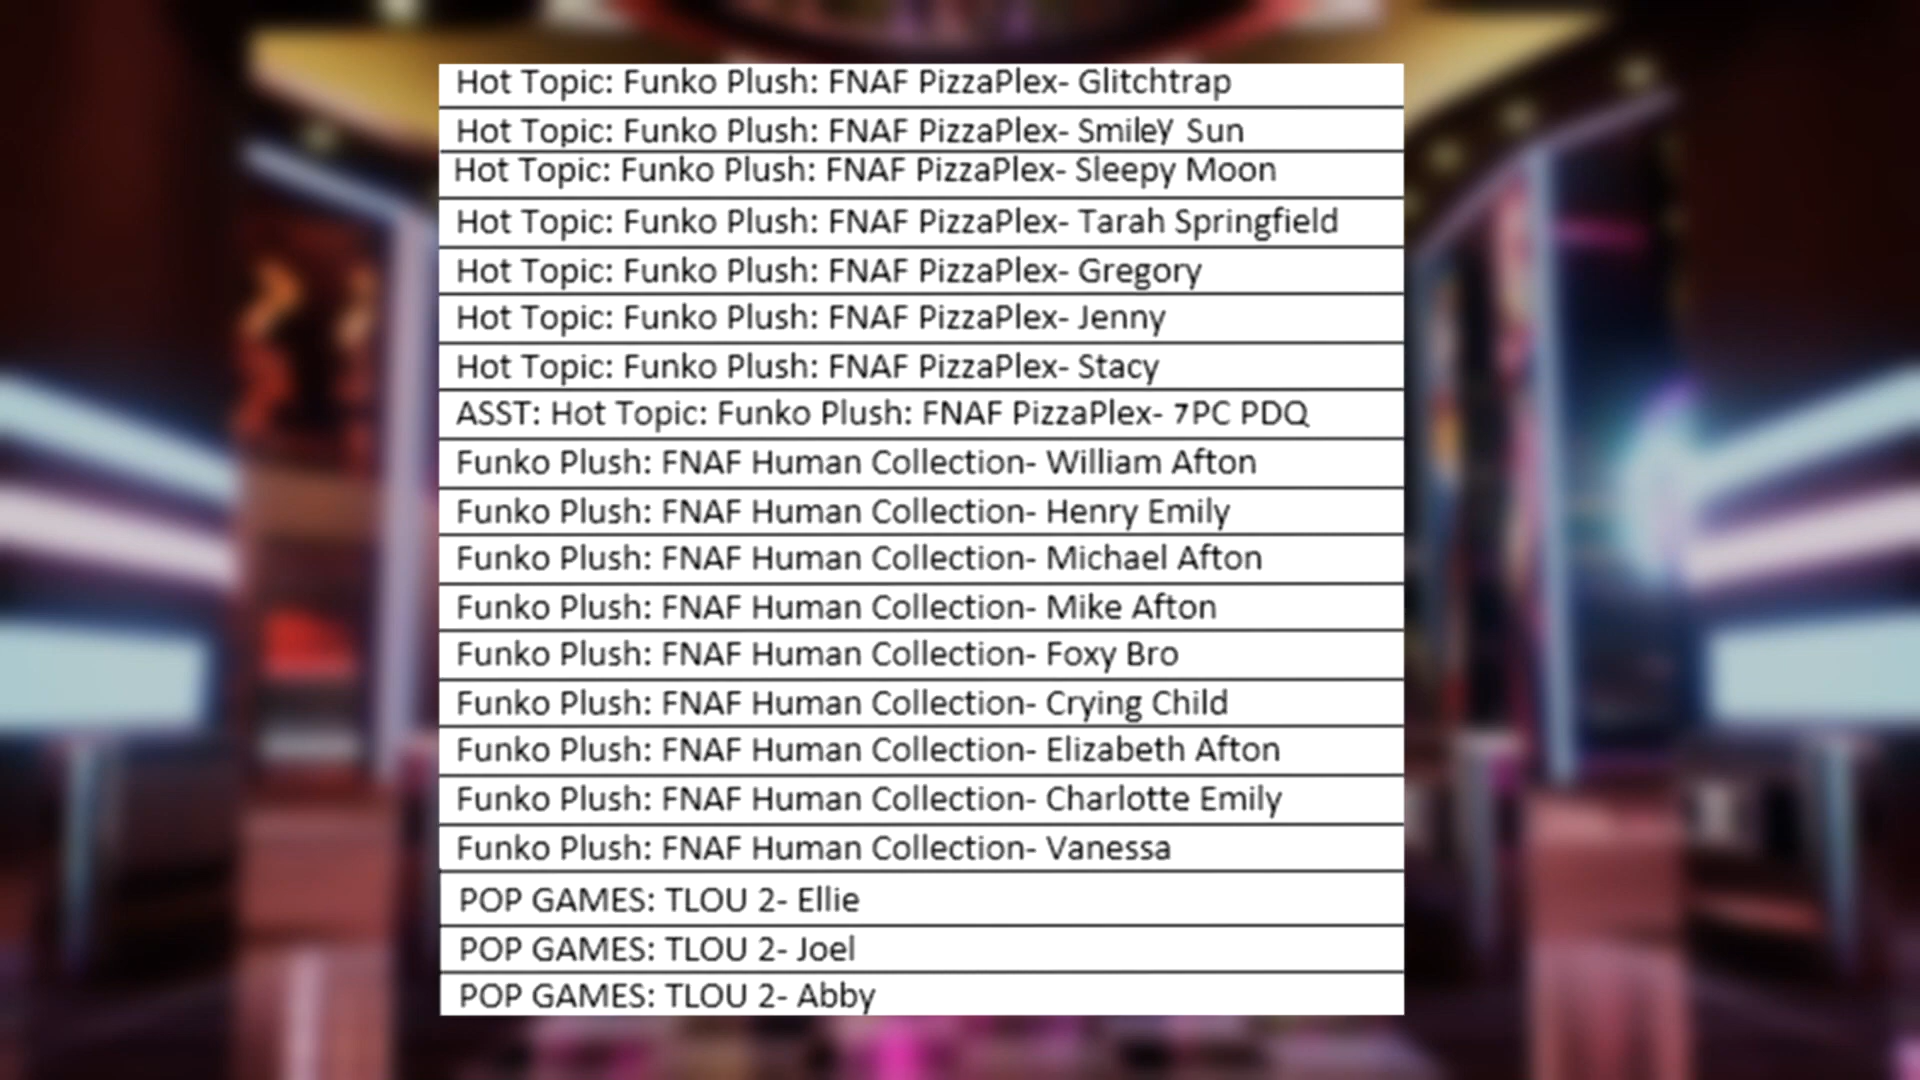 Hot Topic: Funko Plush: FNAF PizzaPlex- Glitchtrap
Hot Topic: Funko Plush: FNAF PizzaPlex- SmileY Sun
Hot Topic: Funko Plush: FNAF PizzaPlex- Sleepy Moon
Hot Topic: Funko Plush: FNAF PizzaPlex- Tarah Springfield
Hot Topic: Funko Plush: FNAF PizzaPlex- Gregory
Hot Topic: Funko Plush: FNAF PizzaPlex- Jenny
Hot Topic: Funko Plush: FNAF PizzaPlex- Stacy
ASST: Hot Topic: Funko Plush: FNAF PizzaPlex- 7PC PDQ
Funko Plush: FNAF Human Collection- William Afton
Funko Plush: FNAF Human Collection- Henry Emily
Funko Plush: FNAF Human Collection- Michael Afton
Funko Plush: FNAF Human Collection- Mike Afton
Funko Plush: FNAF Human Collection- Foxy Bro
Funko Plush: FNAF Human Collection- Crying Child
Funko Plush: FNAF Human Collection- Elizabeth Afton
Funko Plush: FNAF Human Collection- Charlotte Emily
Funko Plush: FNAF Human Collection- Vanessa
POP GAMES: TLOU 2- Ellie
POP GAMES: TLOU 2- Joel
POP GAMES: TLOU 2- Abby